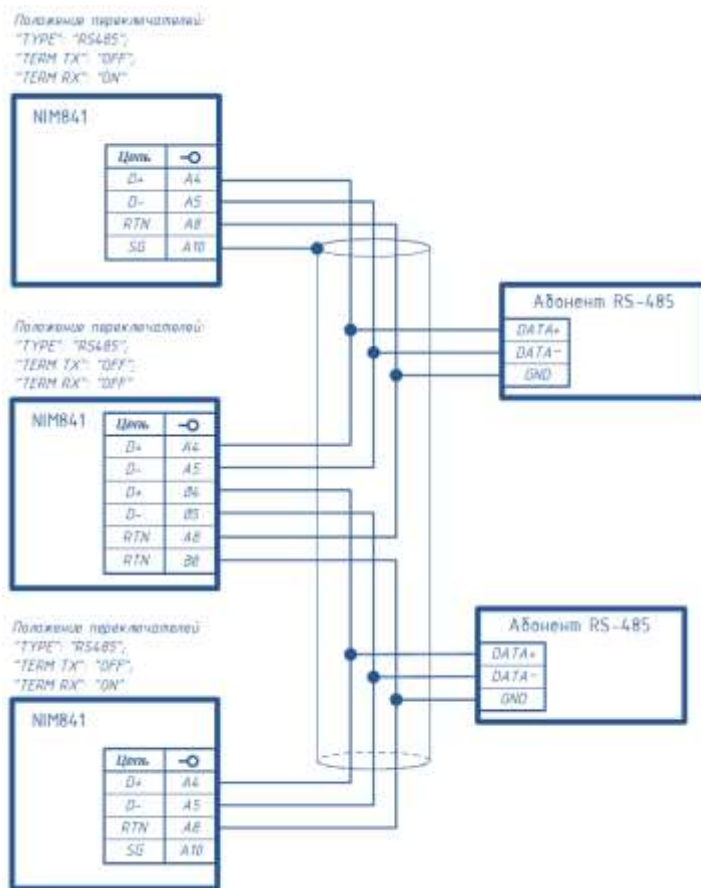 Положение переключателей:
"TYPE": "RS485";
"TERM TX": "OFF";
"TERM RX": "ON"
NIM841
Цепь
D+ A4
D- A5
RTN A8
SG A10
Абонент RS-485
DATA+
DATA-
GND
Положение переключателей:
"TYPE": "RS485";
"TERM TX": "OFF";
"TERM RX": "OFF"
NIM841
Цепь
D+ A4
D- A5
D+ B4
D- B5
RTN A8
RTN B8
Абонент RS-485
DATA+
DATA-
GND
Положение переключателей
"TYPE": "RS485";
"TERM TX": "OFF";
"TERM RX": "ON"
NIM841
Цепь
D+ A4
D- A5
RTN A8
SG A10